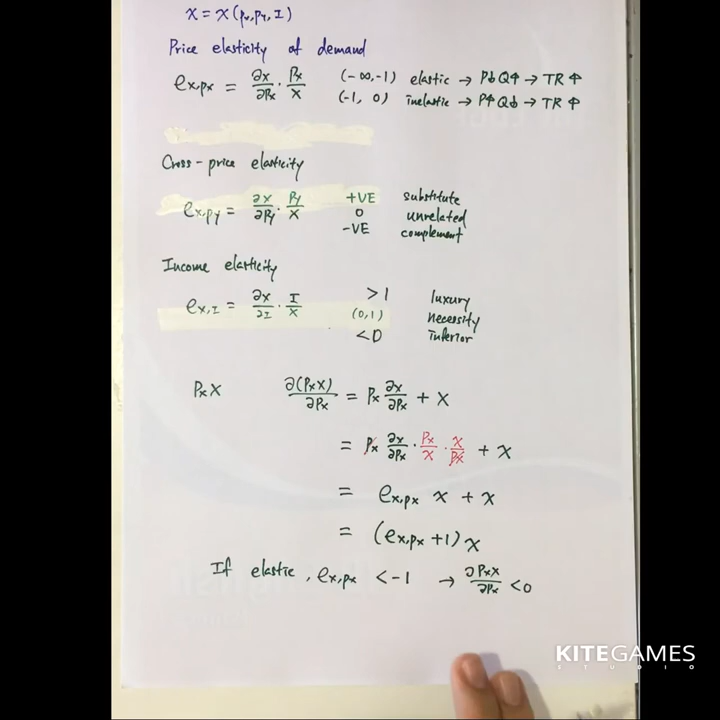 X = X(Px, Py, I)
Price elasticity of demand
ex,px = ∂x/∂Px · Px/X (-∞,-1) elastic → P↓Q↑ → TR↑
(-1, 0) inelastic → P↑Q↓ → TR↑
Cross-price elasticity
ex,py = ∂x/∂Py · Py/X +VE substitute
0 unrelated
-VE complement
Income elasticity
ex,I = ∂x/∂I · I/X >1 luxury
(0,1) necessity
<0 inferior
PxX ∂(PxX)/∂Px = Px ∂x/∂Px + X
= Px ∂x/∂Px · Px/X · X/Px + X
= ex,px X + X
= (ex,px +1) X
If elastic, ex,px < -1 → ∂PxX/∂Px <0
KITEGAMES
STUDIO